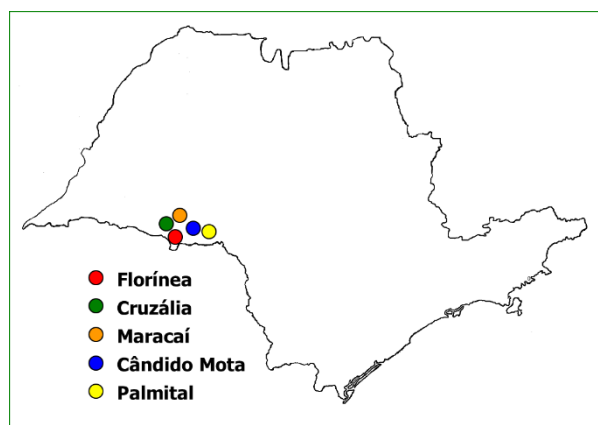 Florínea
Cruzália
Maracaí
Cândido Mota
Palmital